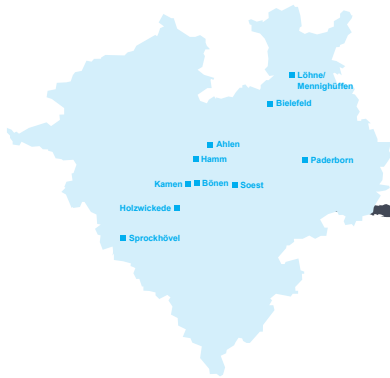 Löhne/
Mennighüffen
Bielefeld
Ahlen
Hamm
Paderborn
Kamen
Bönen
Soest
Holzwickede
Sprockhövel